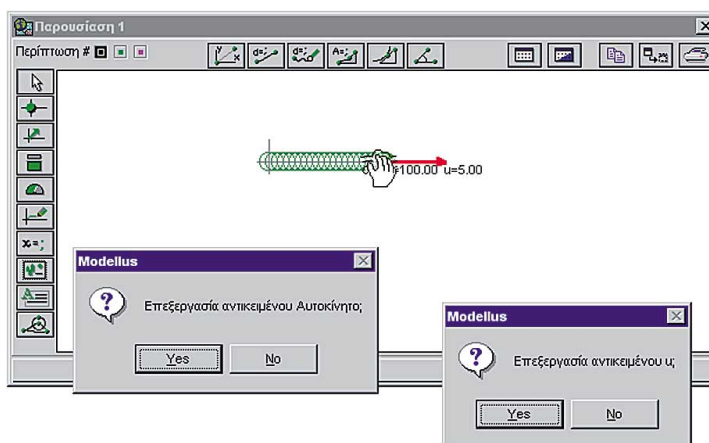 Παρουσίαση 1
Περίπτωση #
=100.00 u=5.00
x=;
Modellus
Επεξεργασία αντικειμένου Αυτοκίνητο;
Yes No
Modellus
Επεξεργασία αντικειμένου u;
Yes No